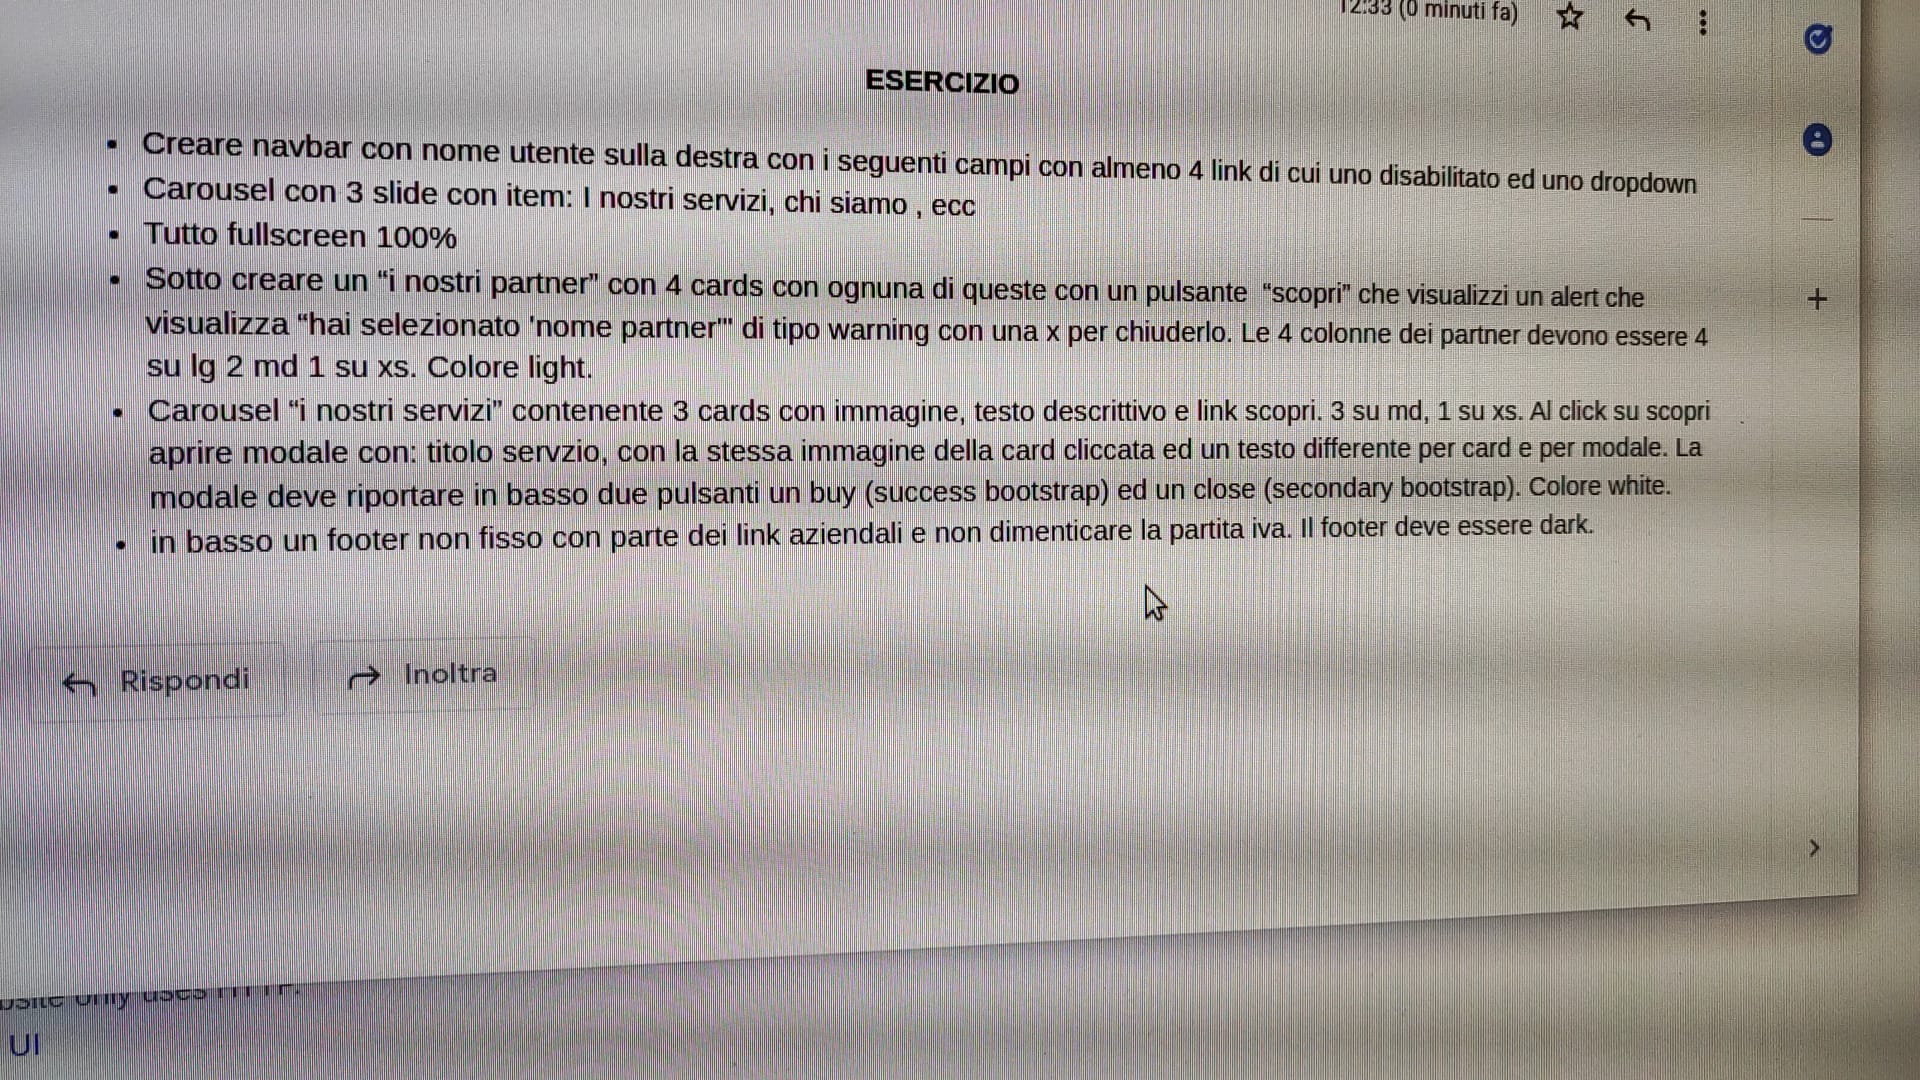 12:33 (0 minuti fa)
ESERCIZIO
• Creare navbar con nome utente sulla destra con i seguenti campi con almeno 4 link di cui uno disabilitato ed uno dropdown
• Carousel con 3 slide con item: I nostri servizi, chi siamo , ecc
• Tutto fullscreen 100%
• Sotto creare un “i nostri partner” con 4 cards con ognuna di queste con un pulsante “scopri” che visualizzi un alert che
visualizza “hai selezionato 'nome partner'" di tipo warning con una x per chiuderlo. Le 4 colonne dei partner devono essere 4
su lg 2 md 1 su xs. Colore light.
• Carousel “i nostri servizi” contenente 3 cards con immagine, testo descrittivo e link scopri. 3 su md, 1 su xs. Al click su scopri
aprire modale con: titolo servzio, con la stessa immagine della card cliccata ed un testo differente per card e per modale. La
modale deve riportare in basso due pulsanti un buy (success bootstrap) ed un close (secondary bootstrap). Colore white.
• in basso un footer non fisso con parte dei link aziendali e non dimenticare la partita iva. Il footer deve essere dark.
Rispondi
Inoltra
only uses HTTP.
UI